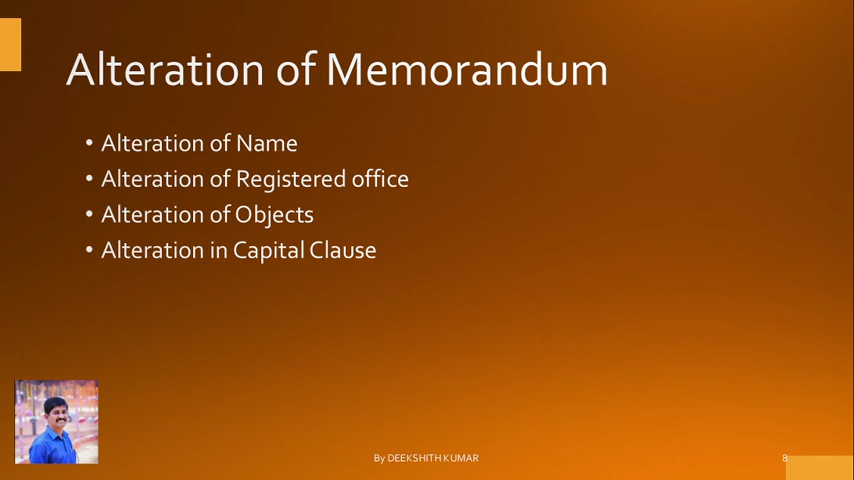 Alteration of Memorandum
• Alteration of Name
• Alteration of Registered office
• Alteration of Objects
• Alteration in Capital Clause
By DEEKSHITH KUMAR
8